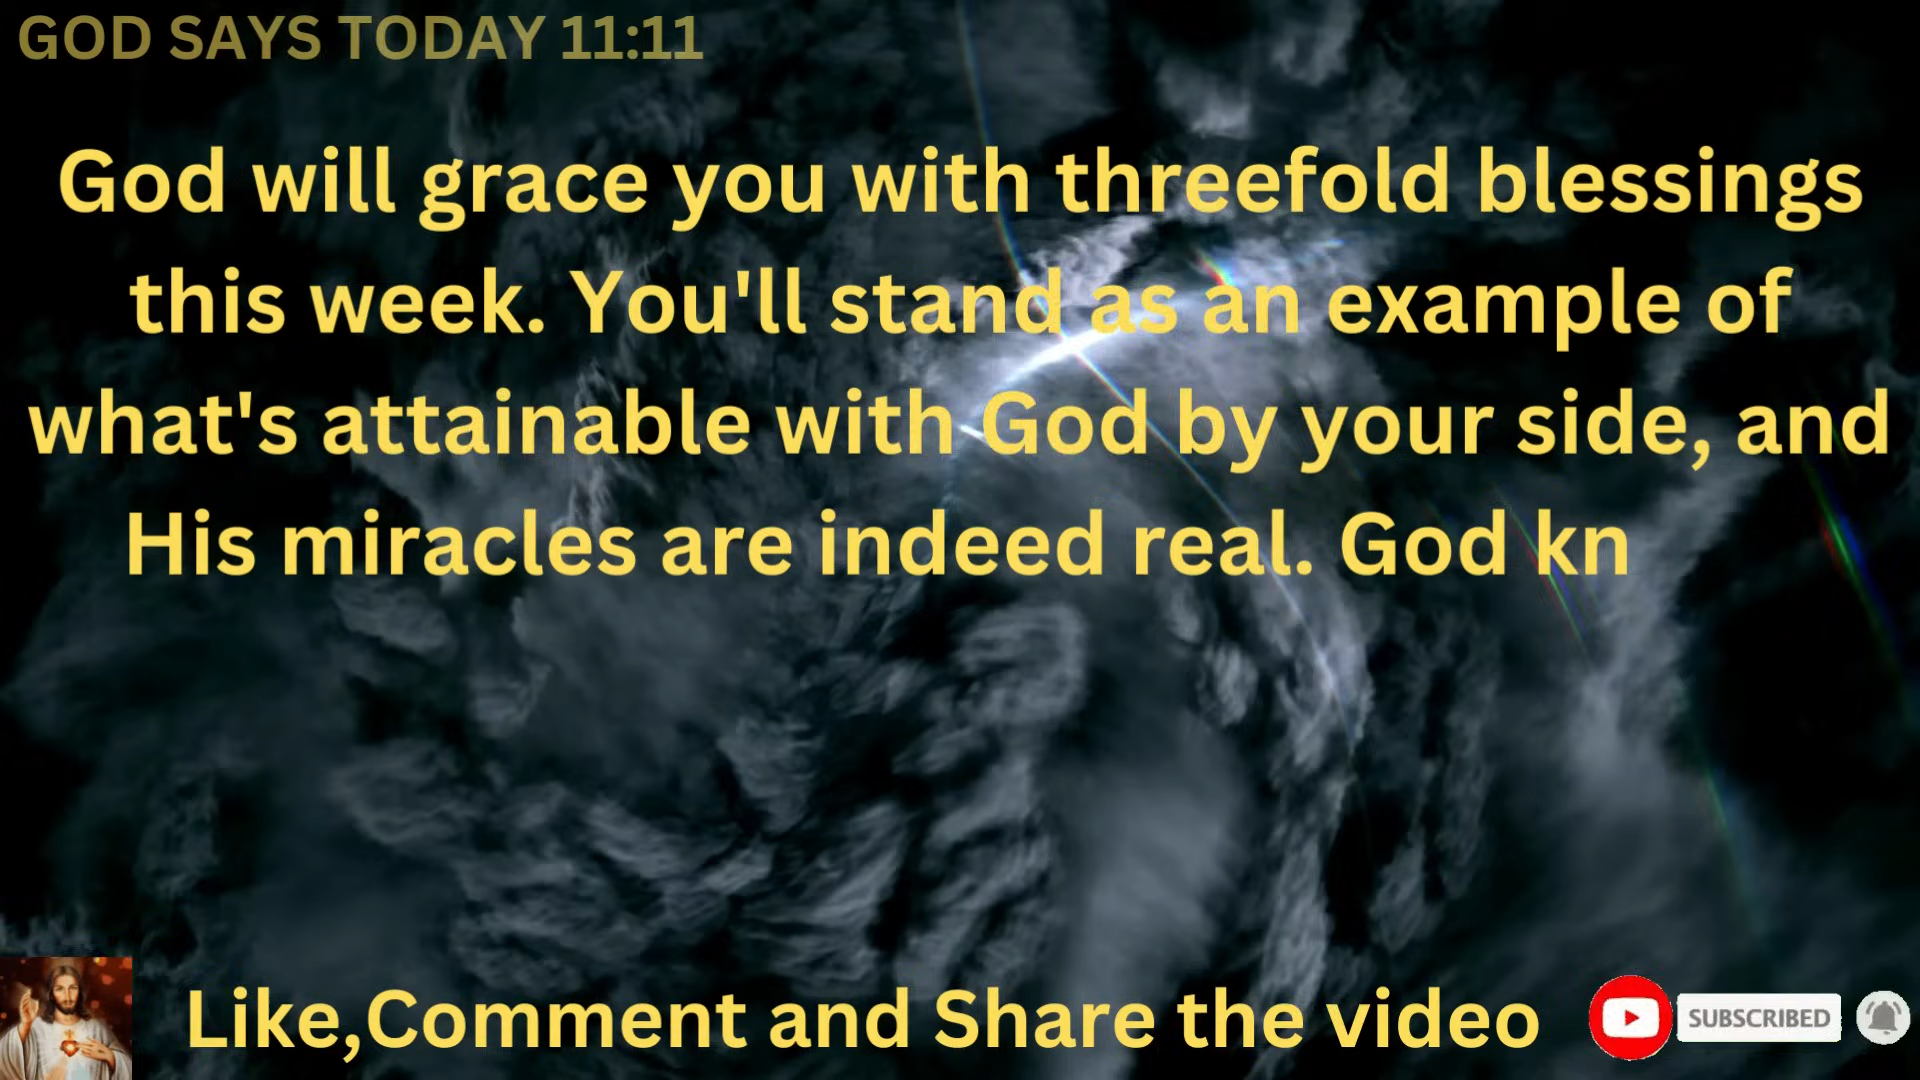 GOD SAYS TODAY 11:11
God will grace you with threefold blessings
this week. You'll stand as an example of
what's attainable with God by your side, and
His miracles are indeed real. God kn
Like,Comment and Share the video
SUBSCRIBED